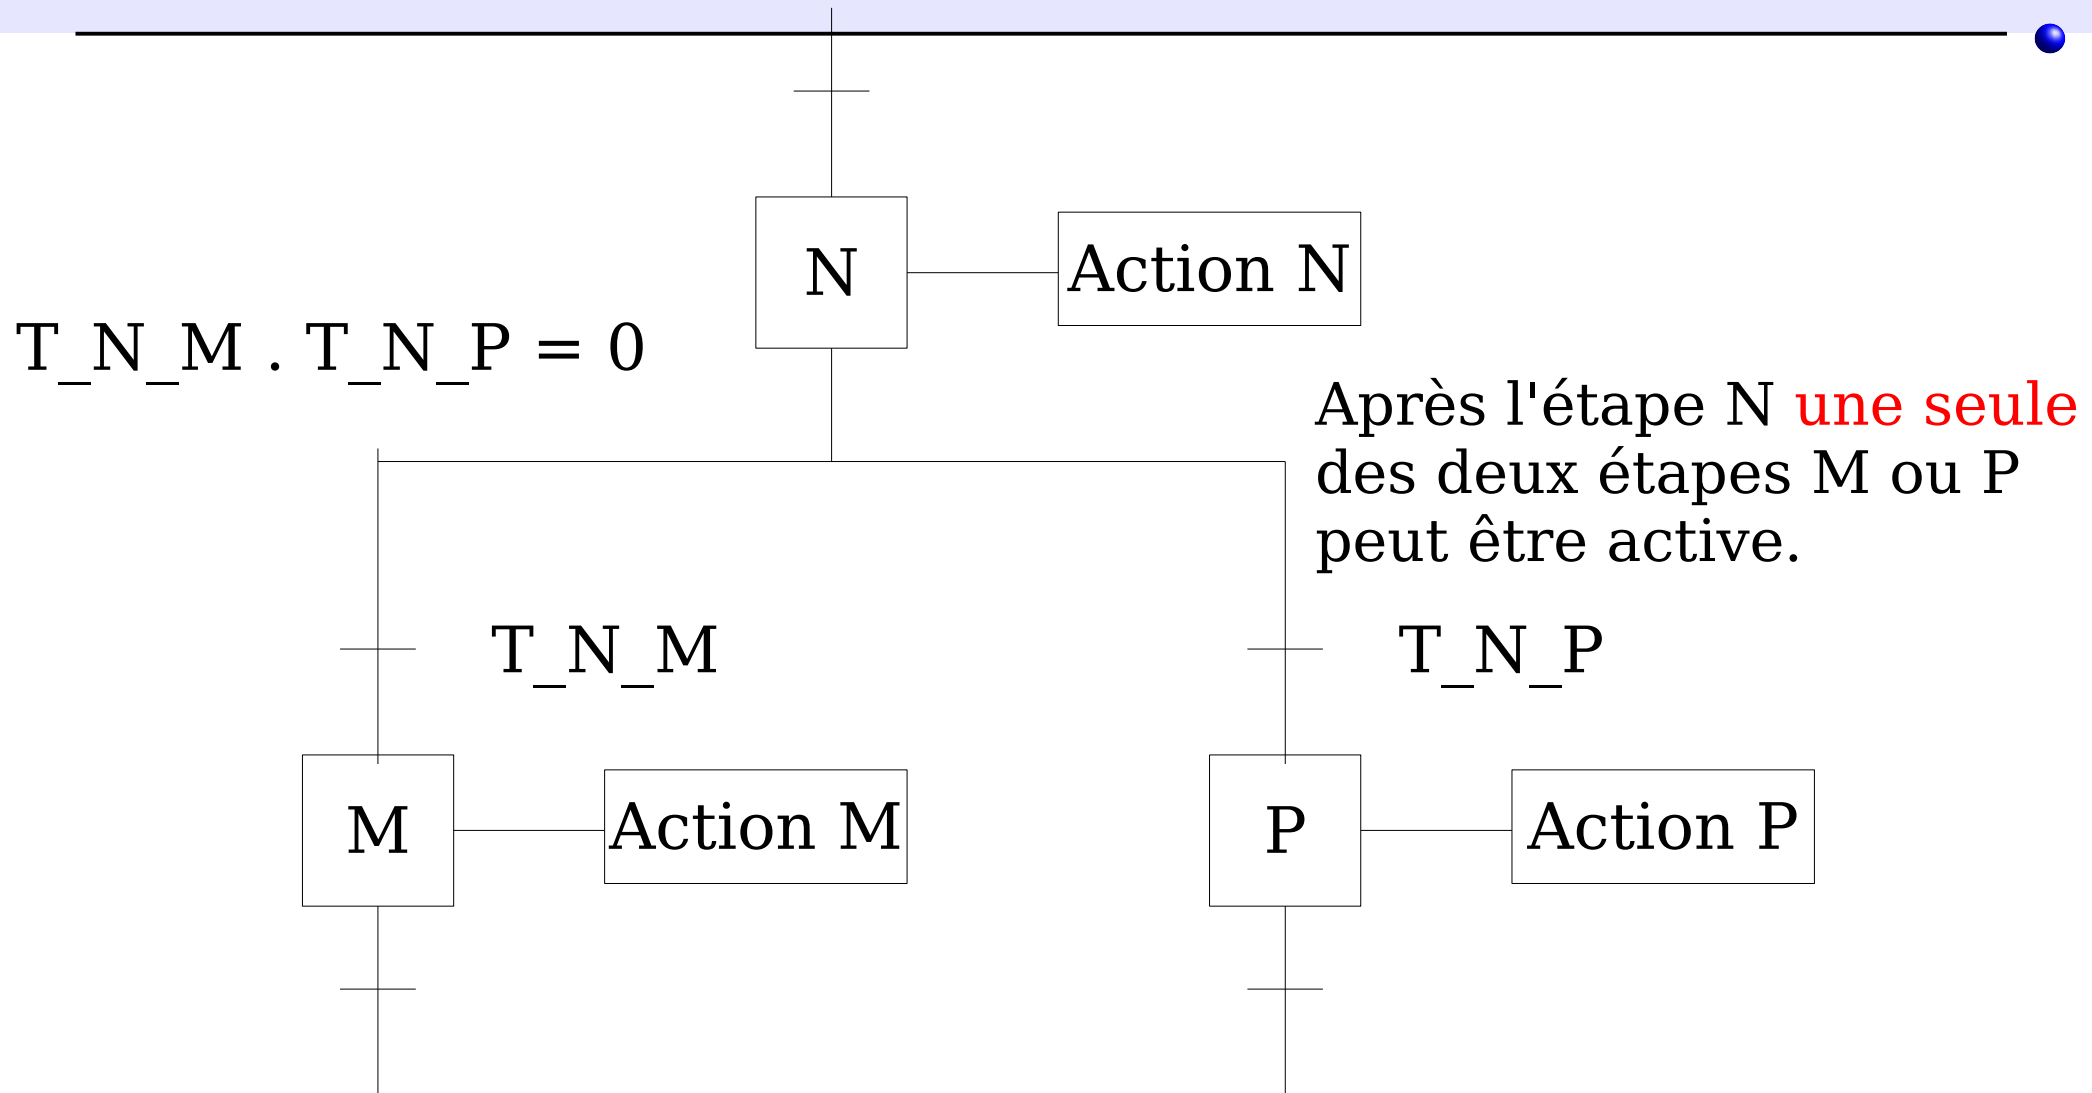 N
Action N
T_N_M . T_N_P = 0
Après l'étape N une seule
des deux étapes M ou P
peut être active.
T_N_M
T_N_P
M
Action M
P
Action P